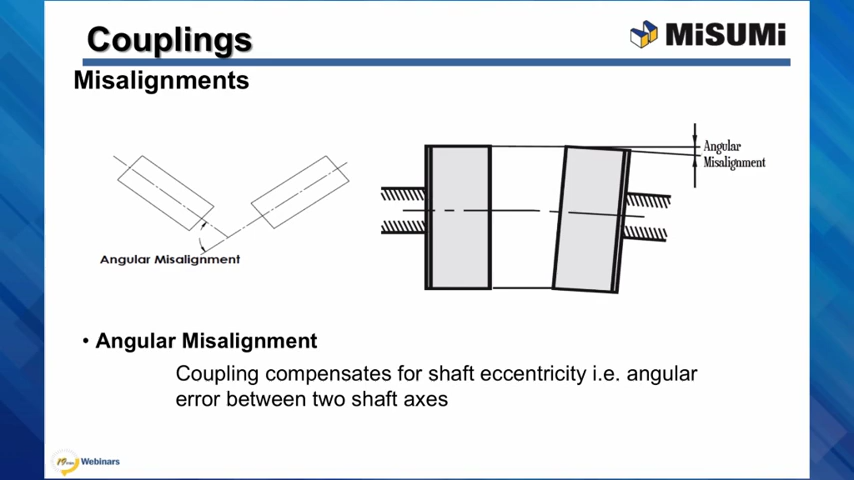 Couplings
MiSUMi
Misalignments
Angular
Misalignment
Angular Misalignment
• Angular Misalignment
Coupling compensates for shaft eccentricity i.e. angular
error between two shaft axes
Webinars